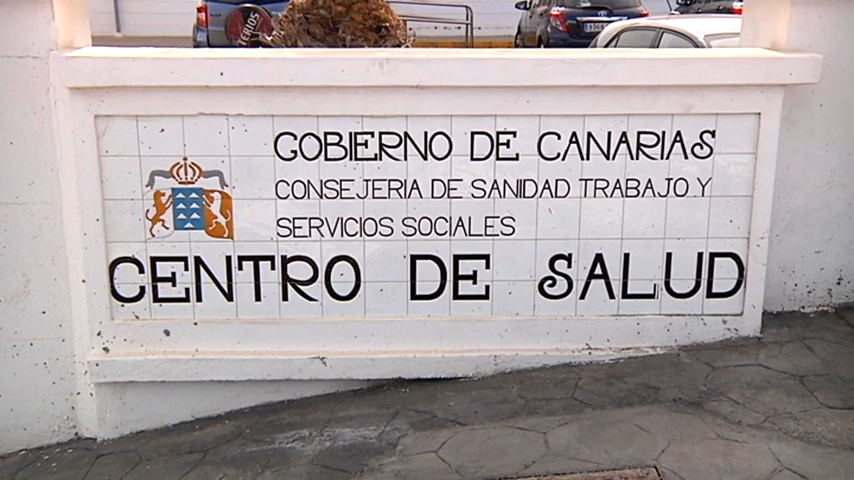 GOBIERNO DE CANARIAS
CONSEJERIA DE SANIDAD TRABAJO Y
SERVICIOS SOCIALES
CENTRO DE SALUD